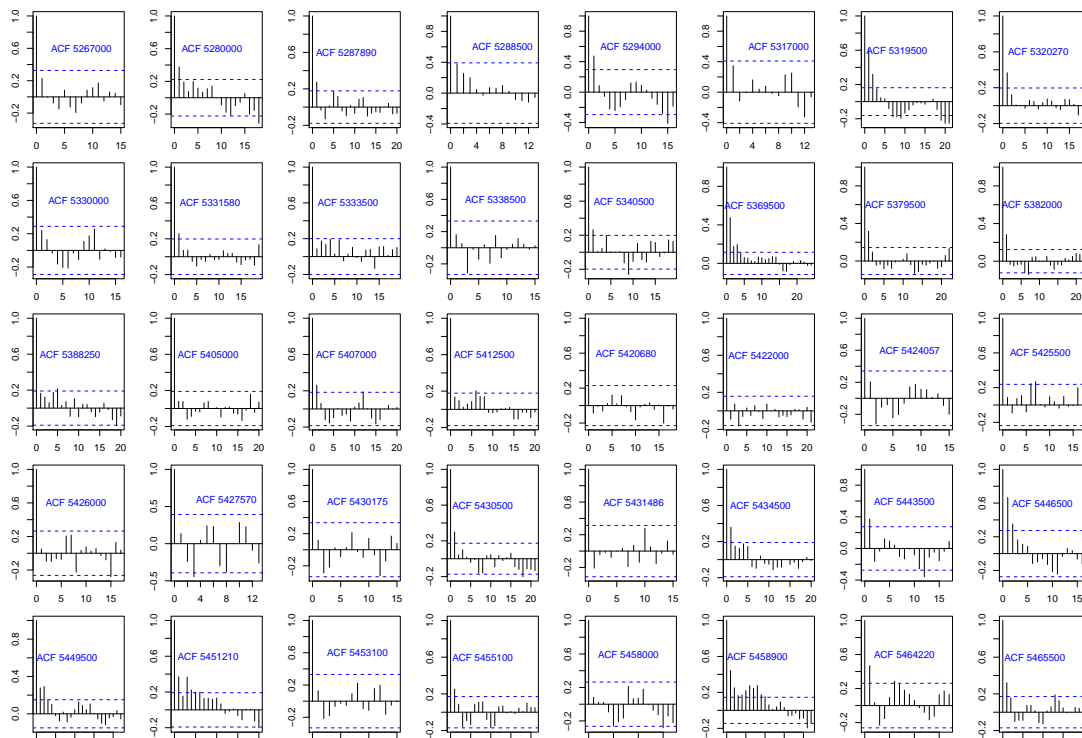 ACF 5267000
ACF 5280000
ACF 5287890
ACF 5288500
ACF 5294000
ACF 5317000
ACF 5319500
ACF 5320270
ACF 5330000
ACF 5331580
ACF 5333500
ACF 5338500
ACF 5340500
ACF 5369500
ACF 5379500
ACF 5382000
ACF 5388250
ACF 5405000
ACF 5407000
ACF 5412500
ACF 5420680
ACF 5422000
ACF 5424057
ACF 5425500
ACF 5426000
ACF 5427570
ACF 5430175
ACF 5430500
ACF 5431486
ACF 5434500
ACF 5443500
ACF 5446500
ACF 5449500
ACF 5451210
ACF 5453100
ACF 5455100
ACF 5458000
ACF 5458900
ACF 5464220
ACF 5465500